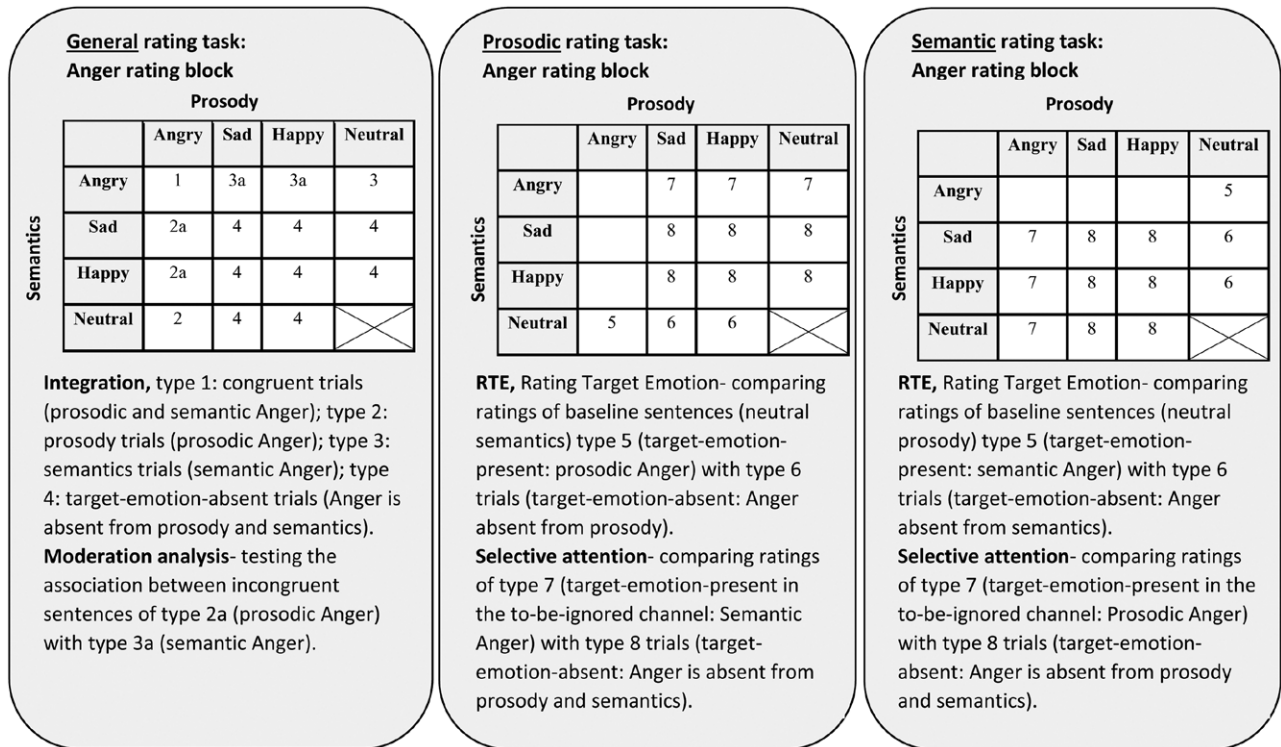 General rating task:
Anger rating block
Prosody
Angry Sad Happy Neutral
Angry 1 3a 3a 3
Sad 2a 4 4 4
Happy 2a 4 4 4
Neutral 2 4 4
Semantics
Integration, type 1: congruent trials
(prosodic and semantic Anger); type 2:
prosody trials (prosodic Anger); type 3:
semantics trials (semantic Anger); type
4: target-emotion-absent trials (Anger is
absent from prosody and semantics).
Moderation analysis- testing the
association between incongruent
sentences of type 2a (prosodic Anger)
with type 3a (semantic Anger).
Prosodic rating task:
Anger rating block
Prosody
Angry Sad Happy Neutral
Angry 7 7 7
Sad 8 8 8
Happy 8 8 8
Neutral 5 6 6
Semantics
RTE, Rating Target Emotion- comparing
ratings of baseline sentences (neutral
semantics) type 5 (target-emotion-
present: prosodic Anger) with type 6
trials (target-emotion-absent: Anger
absent from prosody).
Selective attention- comparing ratings
of type 7 (target-emotion-present in
the to-be-ignored channel: Semantic
Anger) with type 8 trials (target-
emotion-absent: Anger is absent from
prosody and semantics).
Semantic rating task:
Anger rating block
Prosody
Angry Sad Happy Neutral
Angry 5
Sad 7 8 8 6
Happy 7 8 8 6
Neutral 7 8 8
Semantics
RTE, Rating Target Emotion- comparing
ratings of baseline sentences (neutral
prosody) type 5 (target-emotion-
present: semantic Anger) with type 6
trials (target-emotion-absent: Anger
absent from semantics).
Selective attention- comparing ratings
of type 7 (target-emotion-present in the
to-be-ignored channel: Prosodic Anger)
with type 8 trials (target-emotion-
absent: Anger is absent from prosody
and semantics).